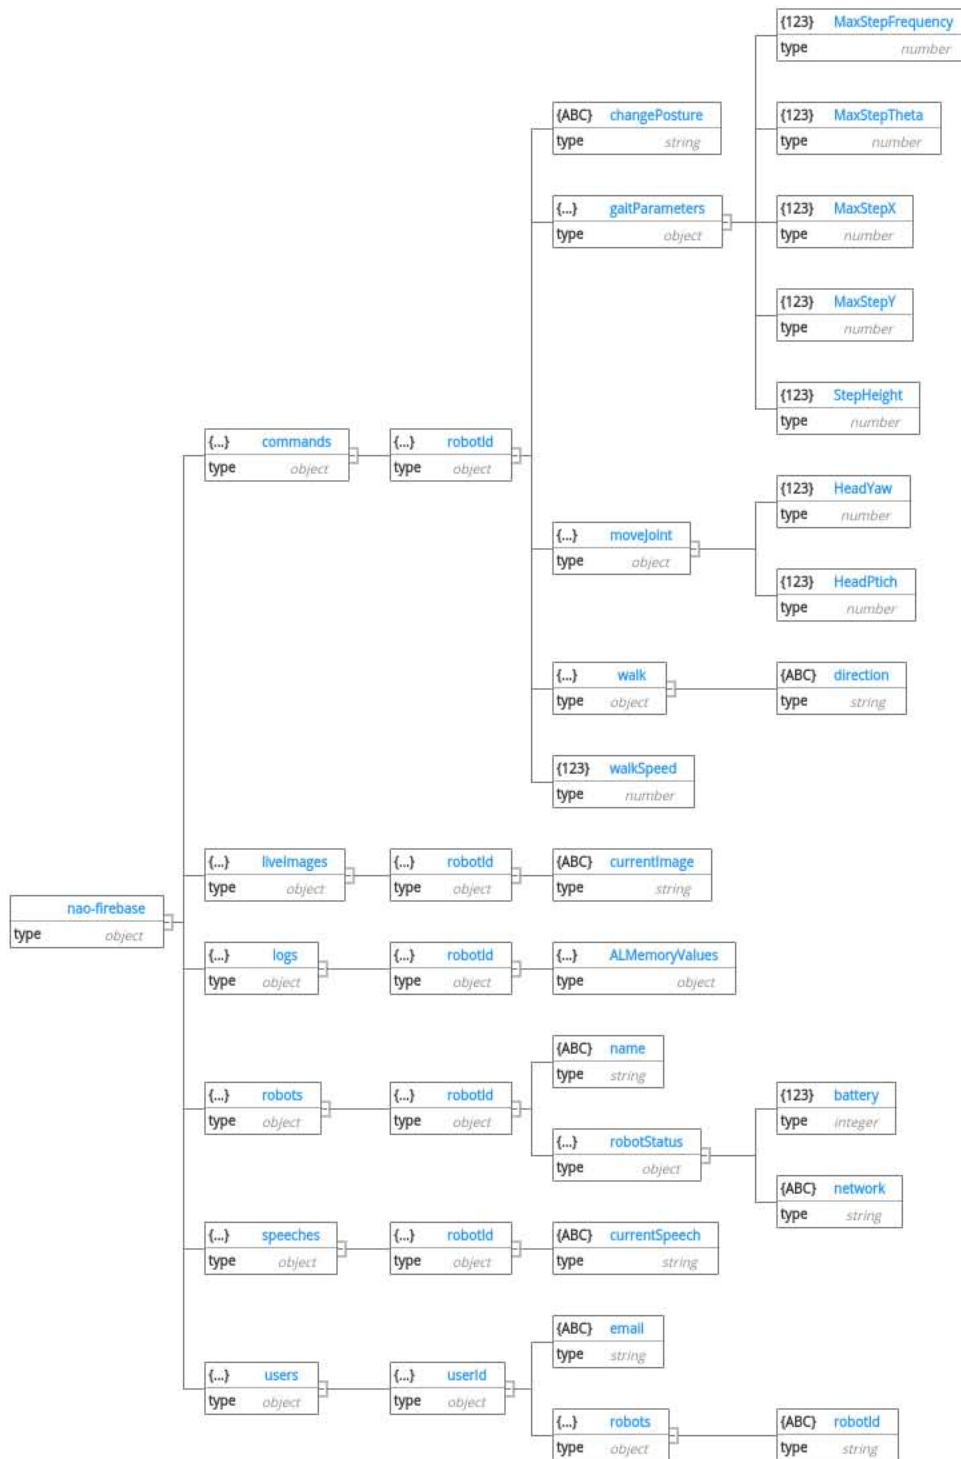 {123} MaxStepFrequency
type number
{ABC} changePosture
type string
{123} MaxStepTheta
type number
{...} gaitParameters
type object
{123} MaxStepX
type number
{123} MaxStepY
type number
{123} StepHeight
type number
{...} commands
type object
{...} robotId
type object
{123} HeadYaw
type number
{...} moveJoint
type object
{123} HeadPtich
type number
{...} walk
type object
{ABC} direction
type string
{123} walkSpeed
type number
{...} liveImages
type object
{...} robotId
type object
{ABC} currentImage
type string
nao-firebase
type object
{...} logs
type object
{...} robotId
type object
{...} ALMemoryValues
type object
{ABC} name
type string
{...} robots
type object
{...} robotId
type object
{123} battery
type integer
{...} robotStatus
type object
{ABC} network
type string
{...} speeches
type object
{...} robotId
type object
{ABC} currentSpeech
type string
{ABC} email
type string
{...} users
type object
{...} userId
type object
{...} robots
type object
{ABC} robotId
type string